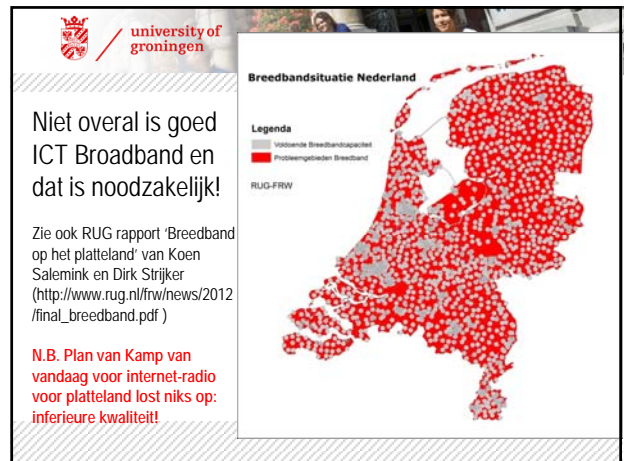 university of
groningen
Niet overal is goed
ICT Broadband en
dat is noodzakelijk!
Zie ook RUG rapport 'Breedband
op het platteland' van Koen
Salemink en Dirk Strijker
(http://www.rug.nl/frw/news/2012
/final_breedband.pdf )
N.B. Plan van Kamp van
vandaag voor internet-radio
voor platteland lost niks op:
inferieure kwaliteit!
Breedbandsituatie Nederland
Legenda
Voldoende Breedbandcapaciteit
Probleemgebieden Breedband
RUG-FRW